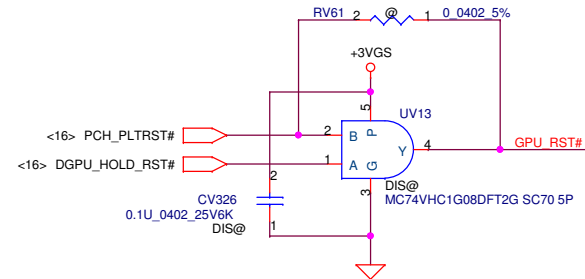 RV61 2 @ 1 0_0402_5%
+3VGS
5 UV13
<16> PCH_PLTRST# 2 B P
Y 4 GPU_RST#
<16> DGPU_HOLD_RST# 1 A G
3 DIS@
MC74VHC1G08DFT2G SC70 5P
2
CV326
0.1U_0402_25V6K
DIS@ 1